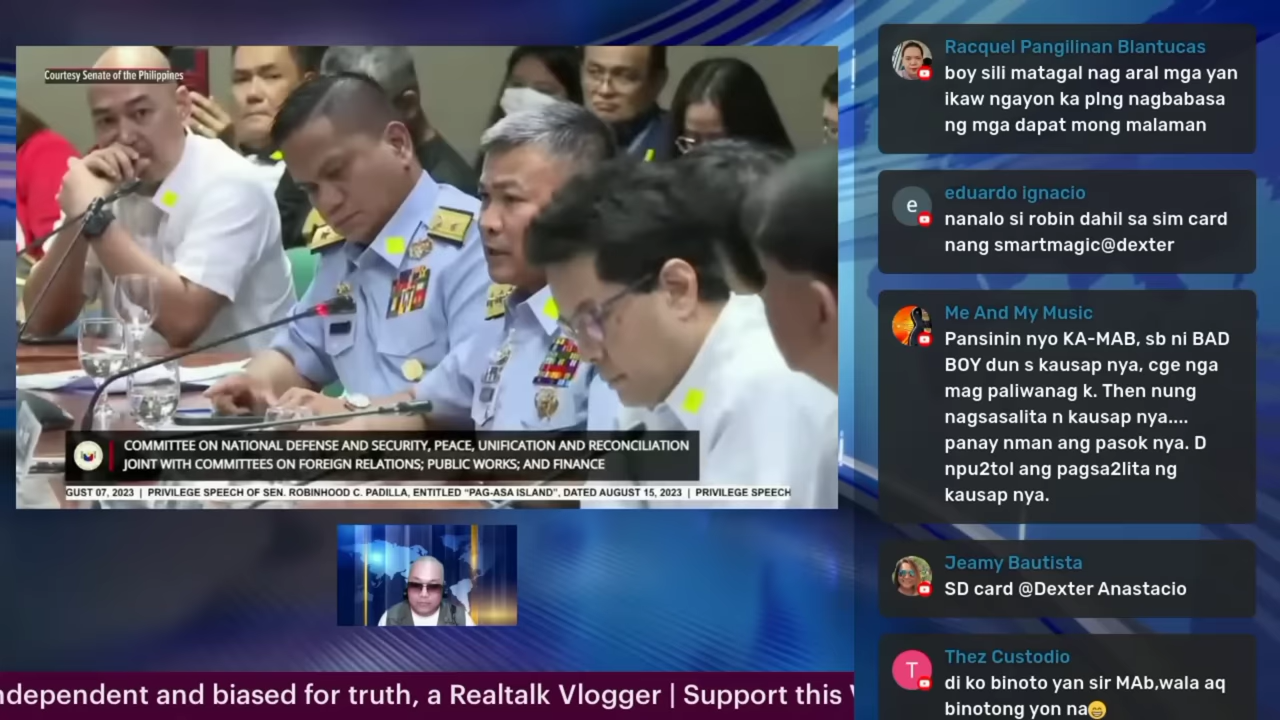 Courtesy Senate of the Philippines
COMMITTEE ON NATIONAL DEFENSE AND SECURITY, PEACE, UNIFICATION AND RECONCILIATION
JOINT WITH COMMITTEES ON FOREIGN RELATIONS; PUBLIC WORKS; AND FINANCE
GUST 07, 2023 | PRIVILEGE SPEECH OF SEN. ROBINHOOD C. PADILLA, ENTITLED "PAG-ASA ISLAND", DATED AUGUST 15, 2023 | PRIVILEGE SPEECH
ndependent and biased for truth, a Realtalk Vlogger | Support this V
Racquel Pangilinan Blantucas
boy sili matagal nag aral mga yan
ikaw ngayon ka plng nagbabasa
ng mga dapat mong malaman
e
eduardo ignacio
nanalo si robin dahil sa sim card
nang smartmagic@dexter
Me And My Music
Pansinin nyo KA-MAB, sb ni BAD
BOY dun s kausap nya, cge nga
mag paliwanag k. Then nung
nagsasalita n kausap nya....
panay nman ang pasok nya. D
npu2tol ang pagsa2lita ng
kausap nya.
Jeamy Bautista
SD card @Dexter Anastacio
T
Thez Custodio
di ko binoto yan sir MAb,wala aq
binotong yon na😄